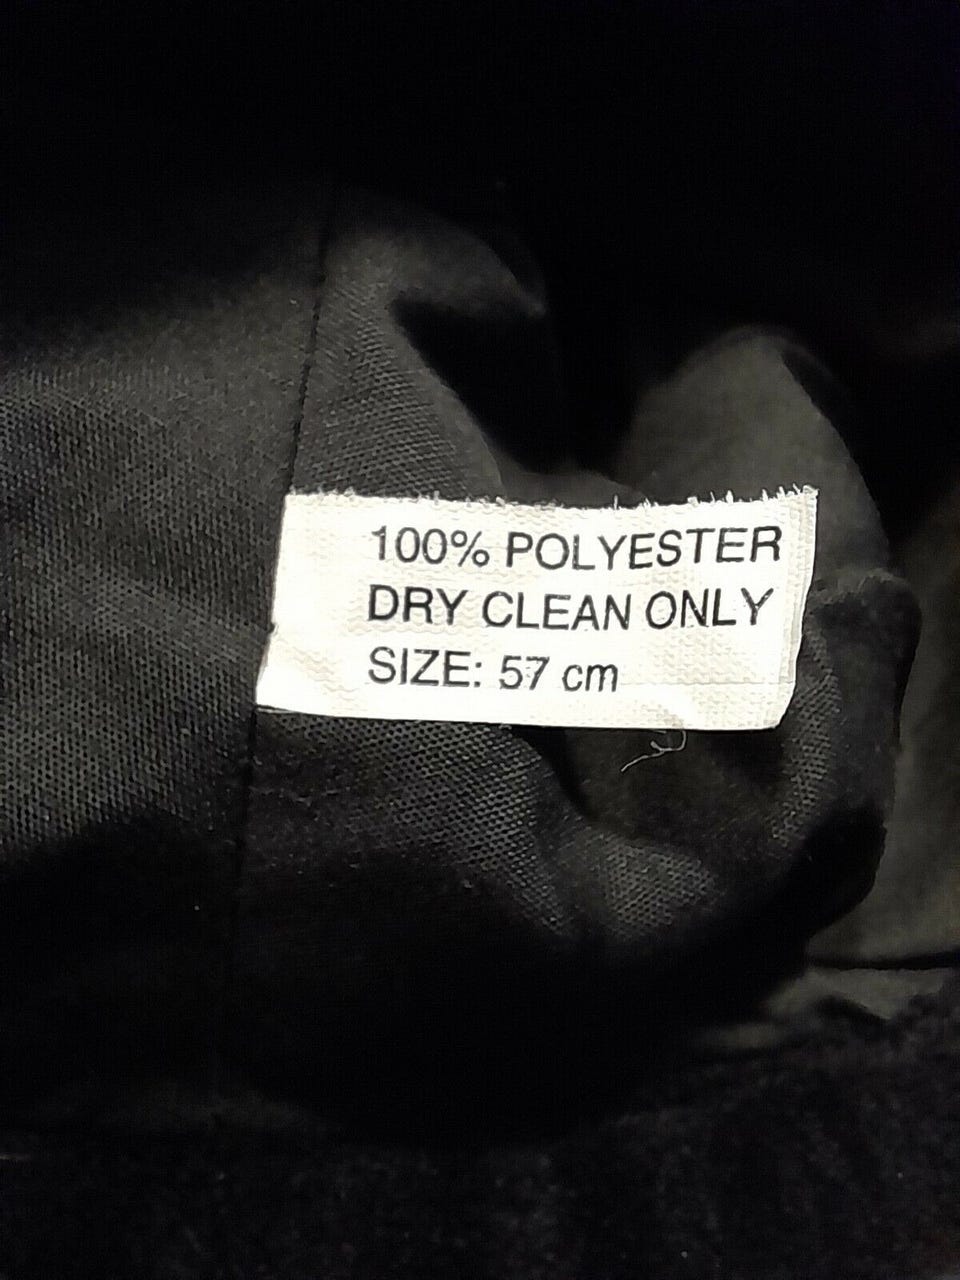 100% POLYESTER
DRY CLEAN ONLY
SIZE: 57 cm